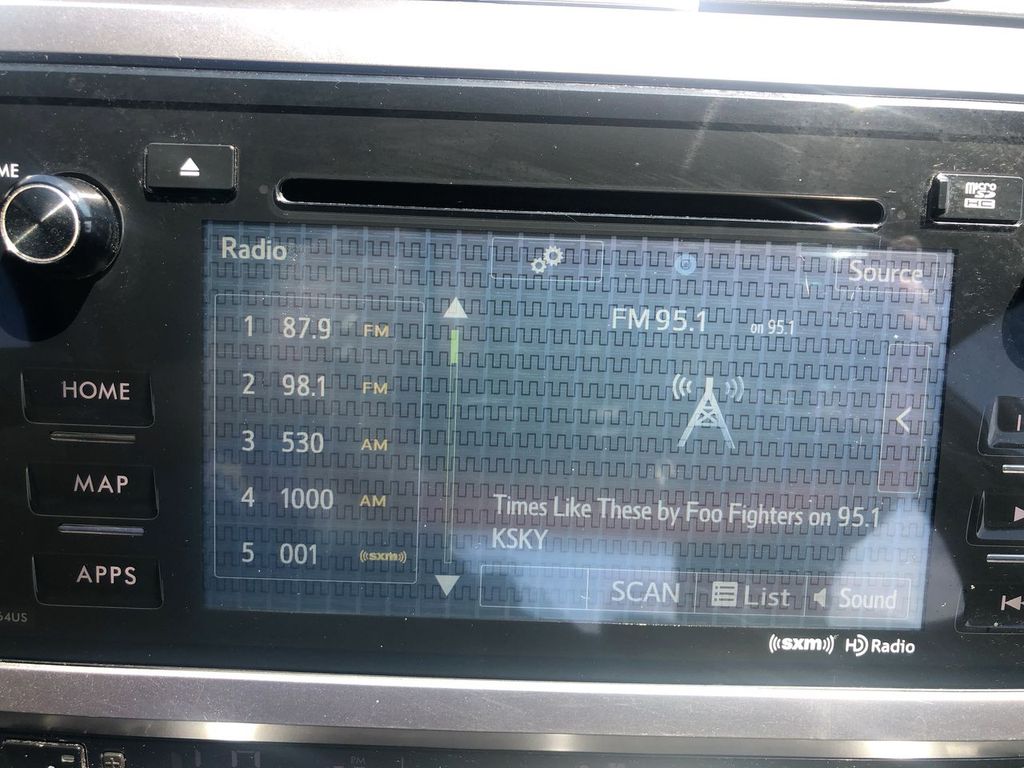 ME
micro
SD
HC
Radio
Source
1 87.9 FM
FM 95.1 on 95.1
2 98.1 FM
HOME
3 530 AM
MAP
4 1000 AM
Times Like These by Foo Fighters on 95.1
KSKY
5 001 ((sxm))
APPS
SCAN List Sound
64US
((sxm)) HD Radio
PM